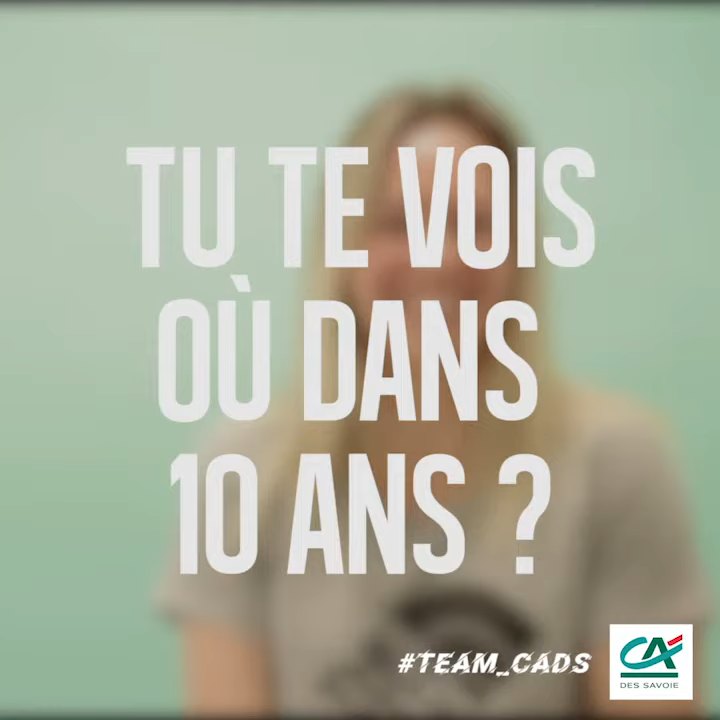 TU TE VOIS
OÙ DANS
10 ANS ?
#TEAM_CADS
CA
DES SAVOIE